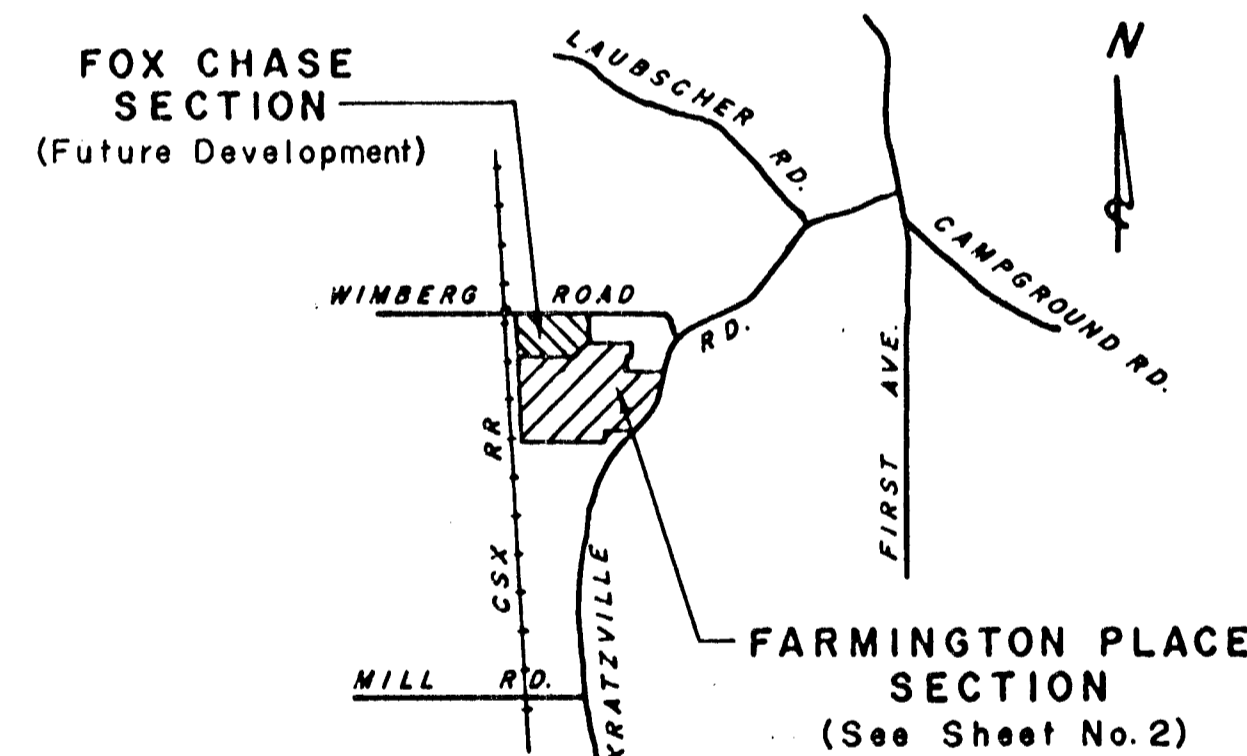 FOX CHASE
SECTION
(Future Development)
LAUBSCHER RD.
N
CAMPGROUND RD.
WIMBERG ROAD
RD.
FIRST AVE.
CSX RR
KRATZVILLE
MILL RD.
FARMINGTON PLACE
SECTION
(See Sheet No. 2)